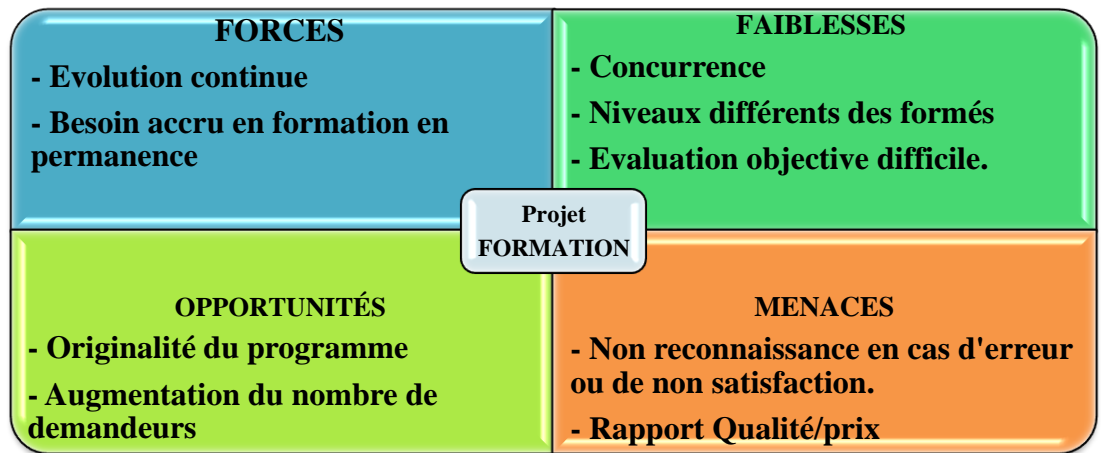 FORCES
- Evolution continue
- Besoin accru en formation en
permanence
FAIBLESSES
- Concurrence
- Niveaux différents des formés
- Evaluation objective difficile.
Projet
FORMATION
OPPORTUNITÉS
- Originalité du programme
- Augmentation du nombre de
demandeurs
MENACES
- Non reconnaissance en cas d'erreur
ou de non satisfaction.
- Rapport Qualité/prix